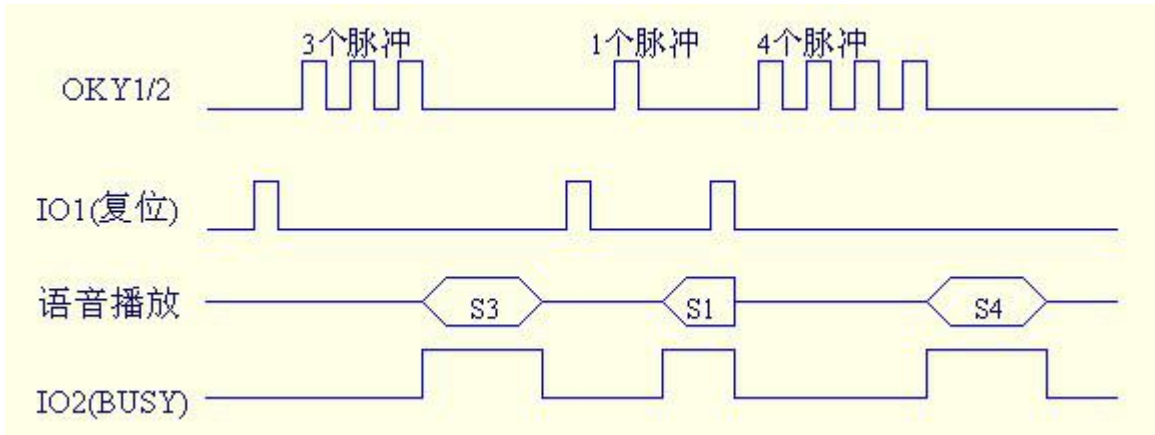 3个脉冲 1个脉冲 4个脉冲
OKY1/2
IO1(复位)
语音播放 S3 S1 S4
IO2(BUSY)